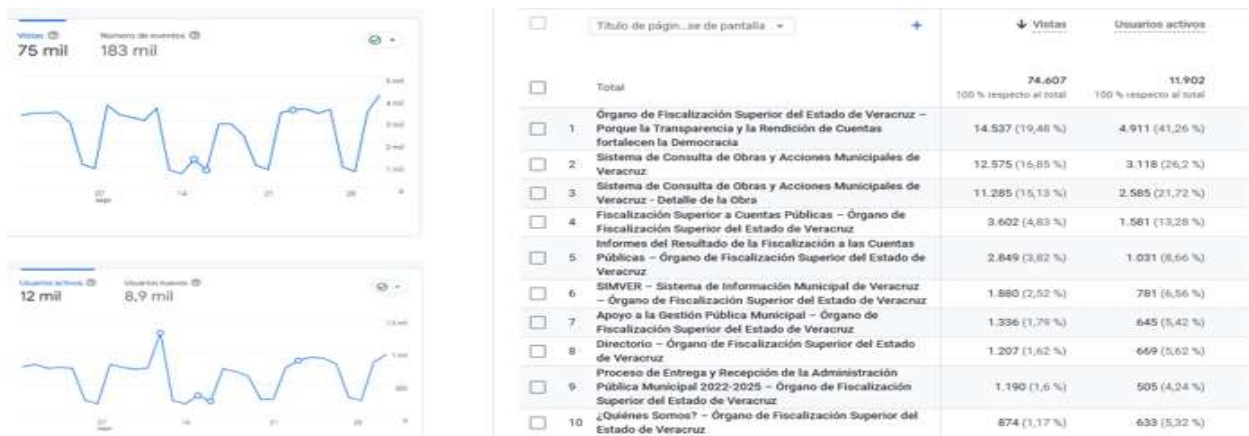 Vistas
75 mil
Número de eventos
183 mil
5 mil
4 mil
3 mil
2 mil
1 mil
0
07
sept
14
21
28
Usuarios activos
12 mil
Usuarios nuevos
8,9 mil
1,5 mil
1 mil
500
0
07
sept
14
21
28
Título de págin...se de pantalla
+
Vistas
Usuarios activos
Total
74.607
11.902
100 % respecto al total
100 % respecto al total
1
Órgano de Fiscalización Superior del Estado de Veracruz –
Porque la Transparencia y la Rendición de Cuentas
fortalecen la Democracia
14.537 (19,48 %)
4.911 (41,26 %)
2
Sistema de Consulta de Obras y Acciones Municipales de
Veracruz
12.575 (16,85 %)
3.118 (26,2 %)
3
Sistema de Consulta de Obras y Acciones Municipales de
Veracruz - Detalle de la Obra
11.285 (15,13 %)
2.585 (21,72 %)
4
Fiscalización Superior a Cuentas Públicas – Órgano de
Fiscalización Superior del Estado de Veracruz
3.602 (4,83 %)
1.581 (13,28 %)
5
Informes del Resultado de la Fiscalización a las Cuentas
Públicas – Órgano de Fiscalización Superior del Estado de
Veracruz
2.849 (3,82 %)
1.031 (8,66 %)
6
SIMVER – Sistema de Información Municipal de Veracruz
– Órgano de Fiscalización Superior del Estado de Veracruz
1.880 (2,52 %)
781 (6,56 %)
7
Apoyo a la Gestión Pública Municipal – Órgano de
Fiscalización Superior del Estado de Veracruz
1.336 (1,79 %)
645 (5,42 %)
8
Directorio – Órgano de Fiscalización Superior del Estado
de Veracruz
1.207 (1,62 %)
669 (5,62 %)
9
Proceso de Entrega y Recepción de la Administración
Pública Municipal 2022-2025 – Órgano de Fiscalización
Superior del Estado de Veracruz
1.190 (1,6 %)
505 (4,24 %)
10
¿Quiénes Somos? – Órgano de Fiscalización Superior del
Estado de Veracruz
874 (1,17 %)
633 (5,32 %)